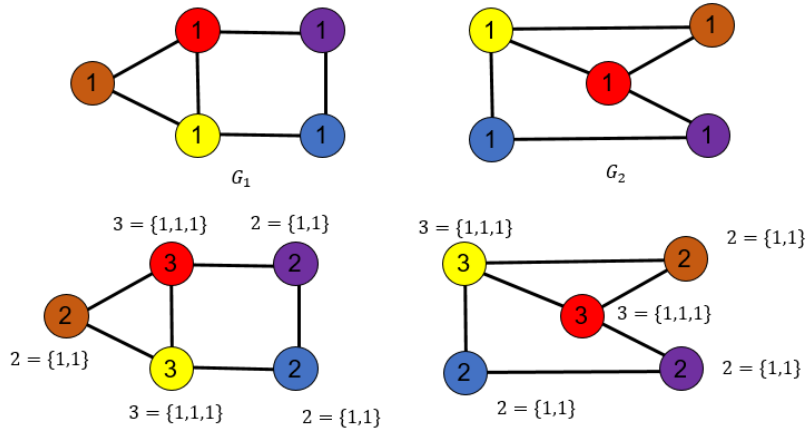 1 1 1 1
1 1
1 1 1 1
G₁ G₂
3 = {1,1,1} 2 = {1,1} 3 = {1,1,1} 2 = {1,1}
3 2 3 2
2 3 3 = {1,1,1}
2 = {1,1} 3 2 2 2 2 = {1,1}
3 = {1,1,1} 2 = {1,1} 2 = {1,1}